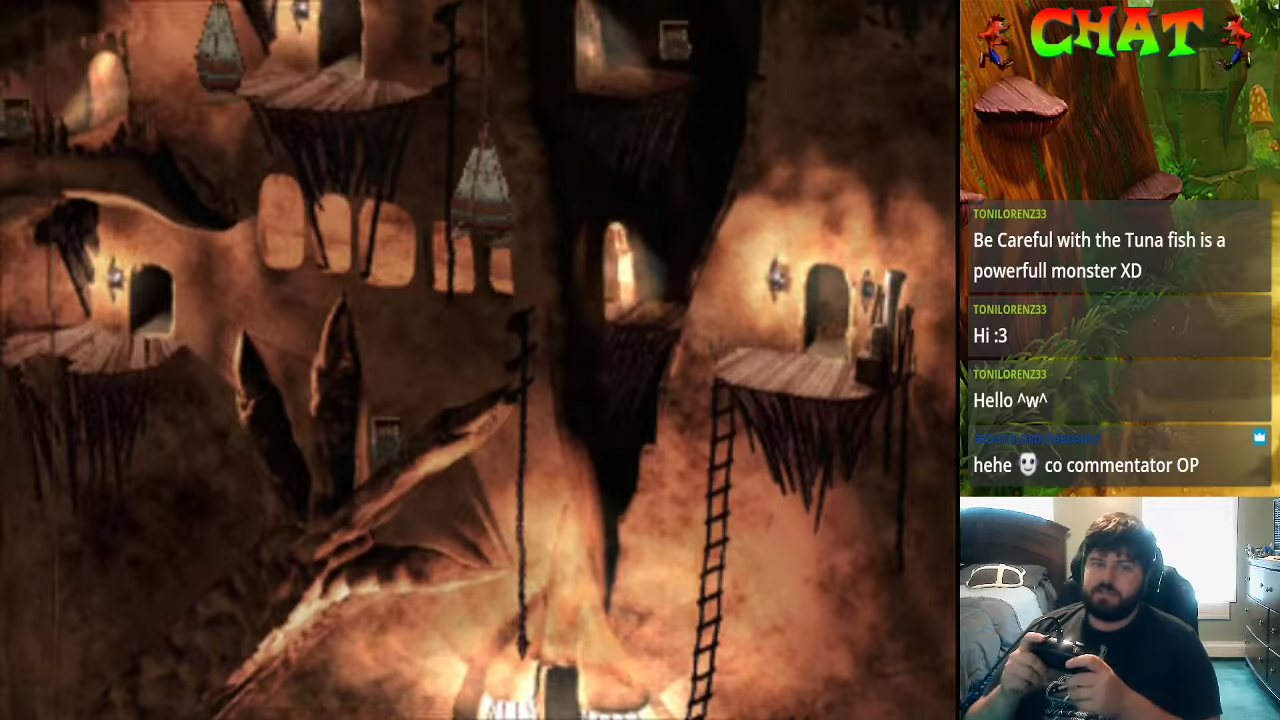 CHAT
TONILORENZ33
Be Careful with the Tuna fish is a
powerfull monster XD
TONILORENZ33
Hi :3
TONILORENZ33
Hello ^w^
hehe co commentator OP